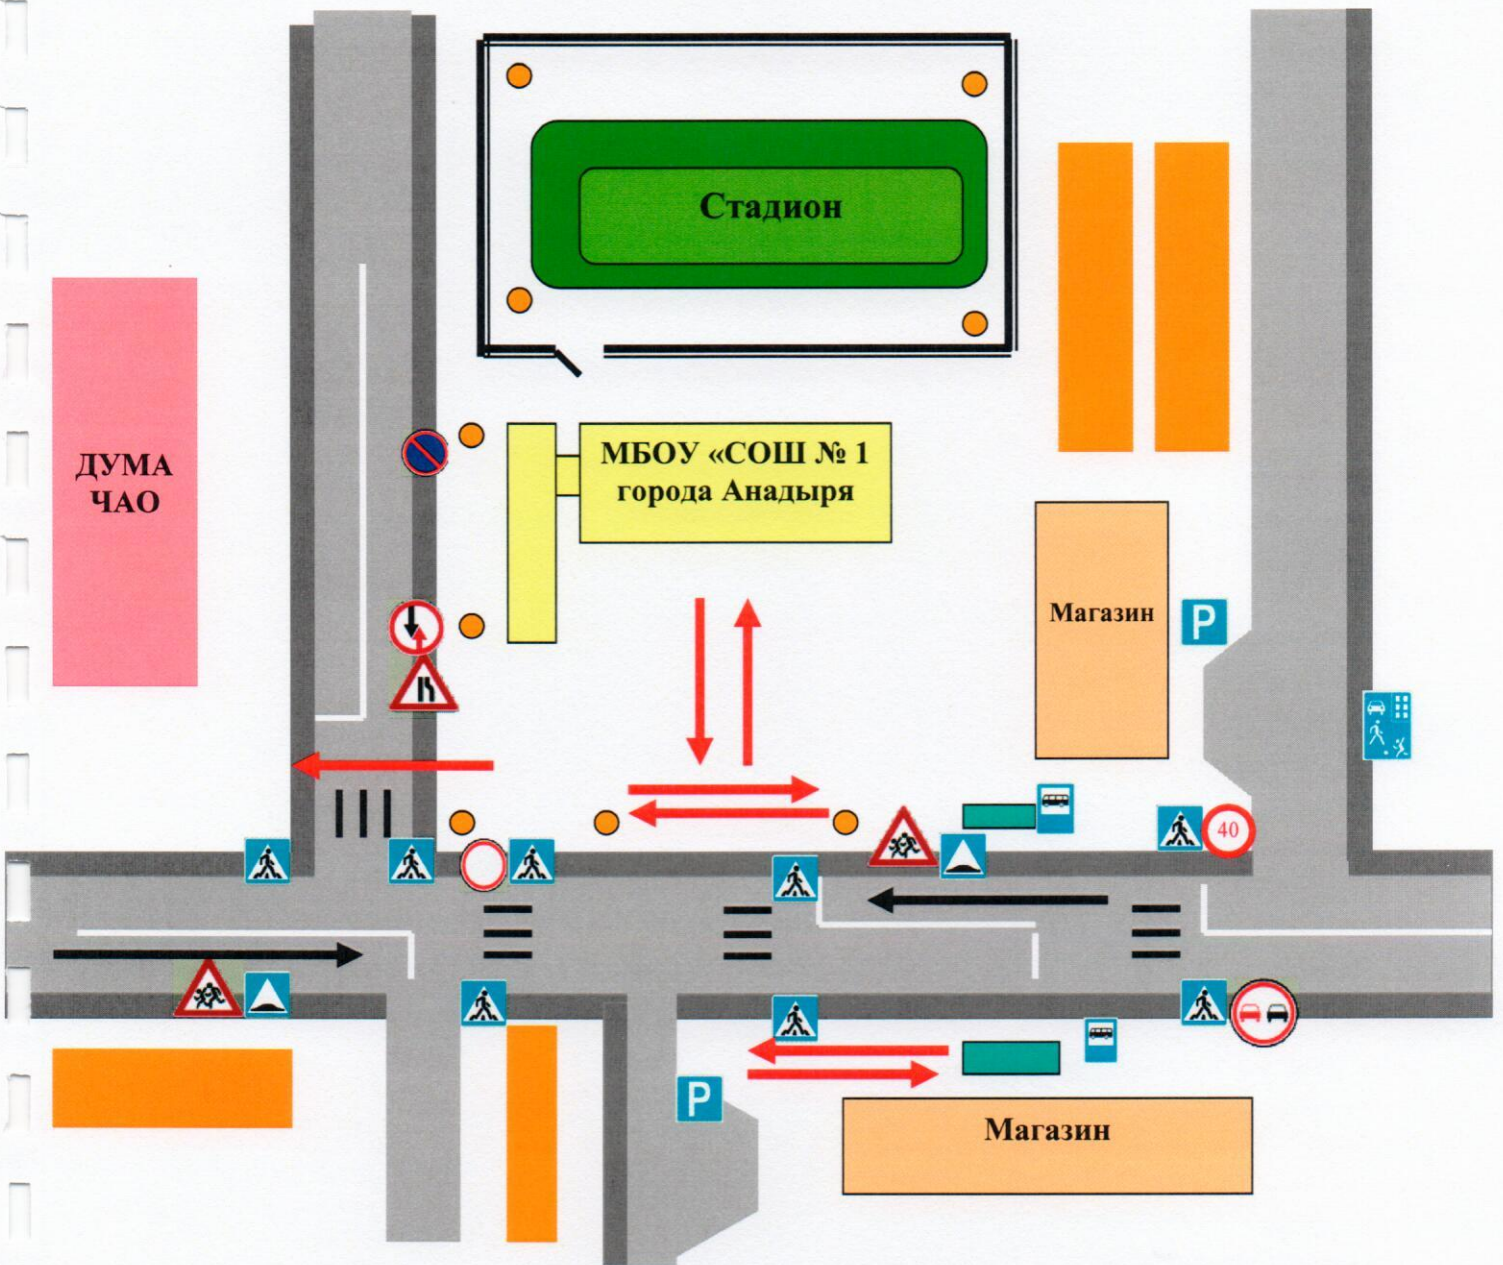 Стадион
ДУМА
ЧАО
МБОУ «СОШ № 1
города Анадыря
Магазин
P
40
P
Магазин